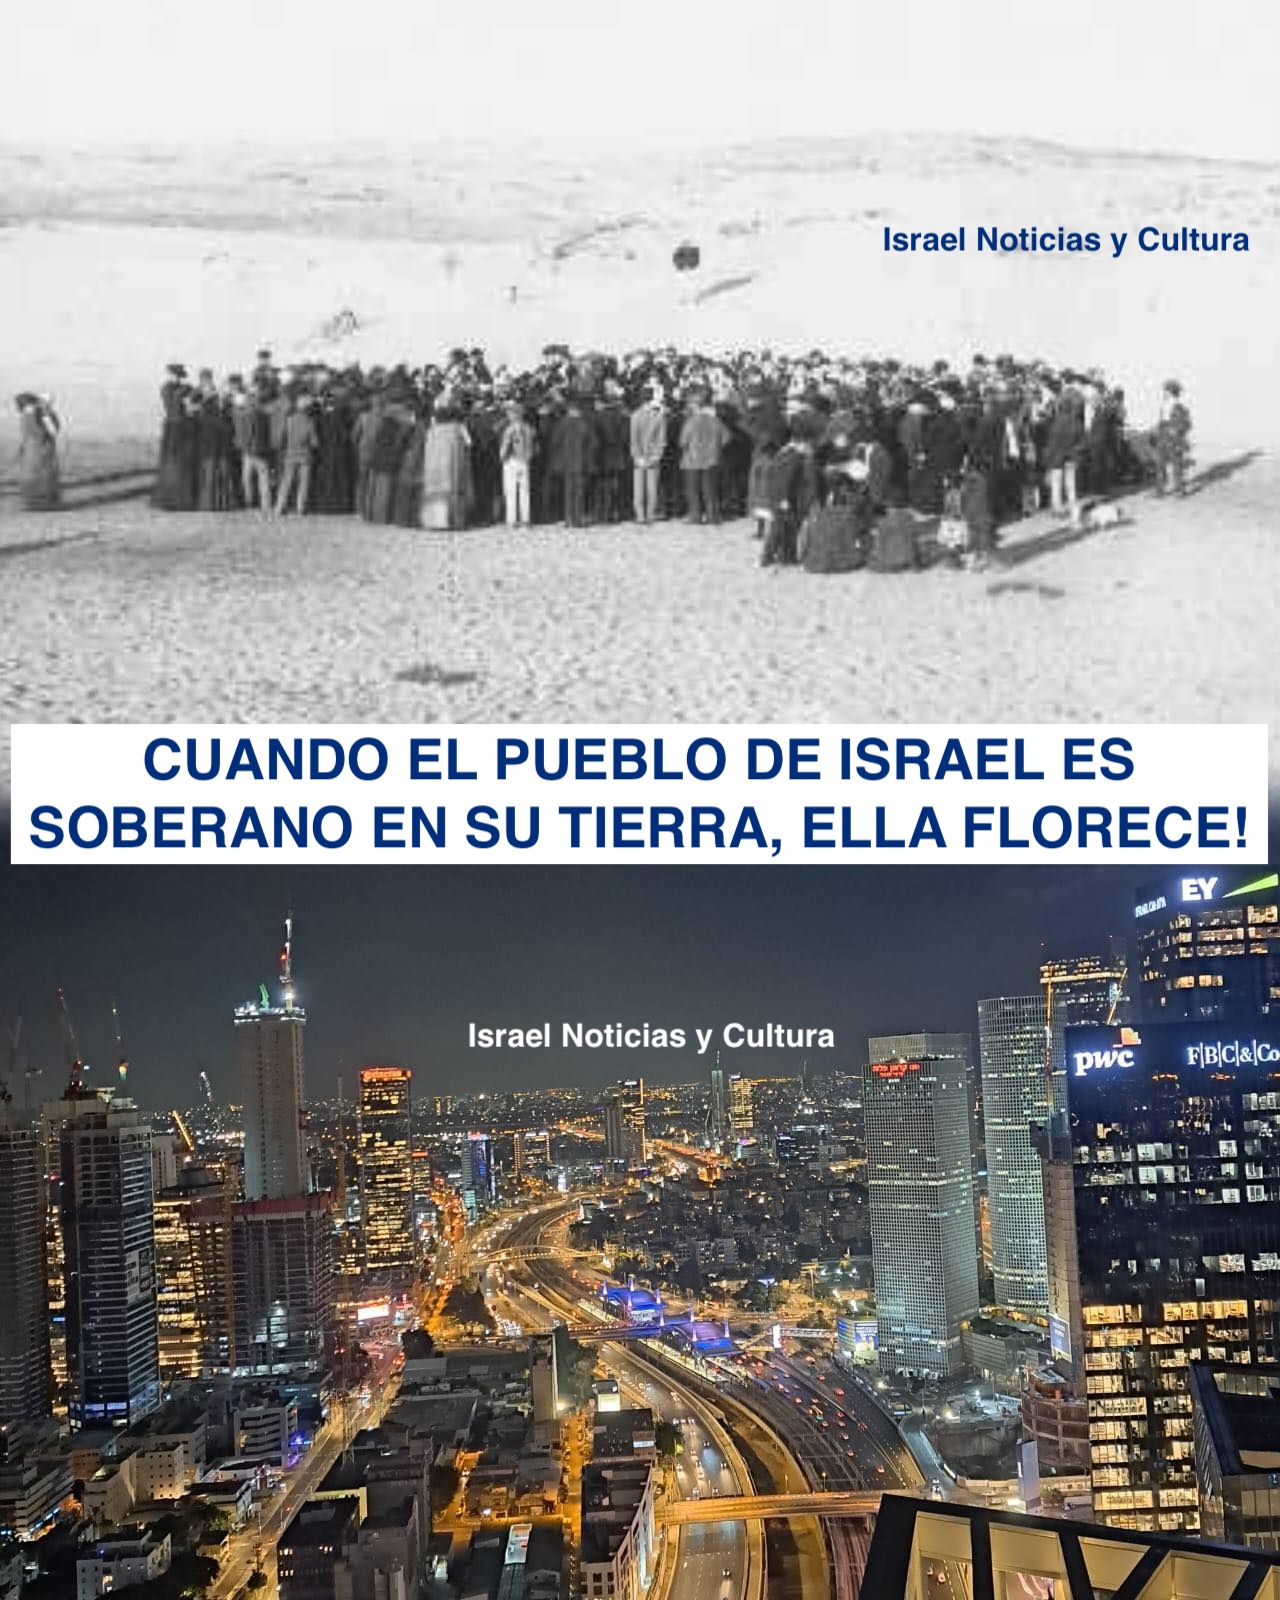 Israel Noticias y Cultura
CUANDO EL PUEBLO DE ISRAEL ES
SOBERANO EN SU TIERRA, ELLA FLORECE!
EY
Israel Noticias y Cultura
pwc
F|B|C|&|Co